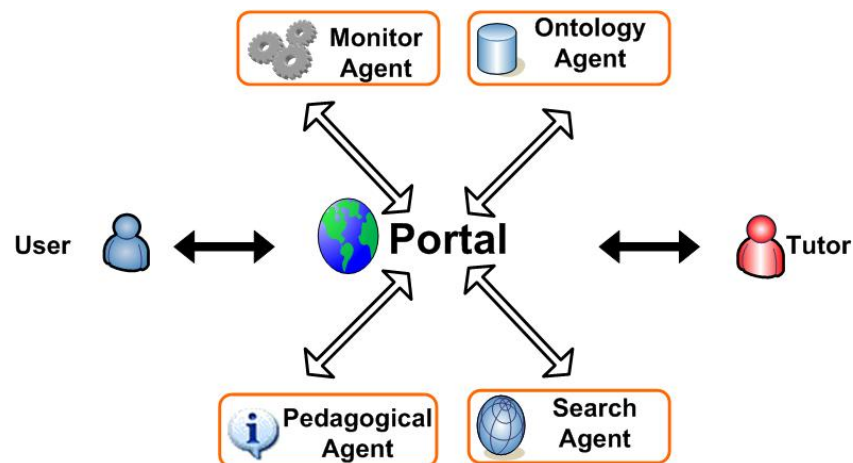 Monitor
Agent
Ontology
Agent
User
Portal
Tutor
Pedagogical
Agent
Search
Agent